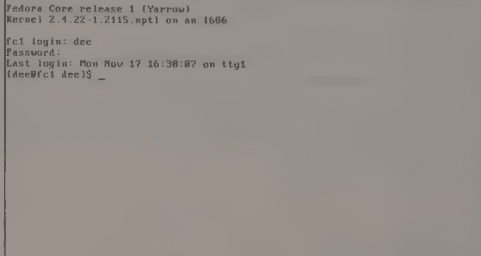 Fedora Core release 1 (Yarrow)
Kernel 2.4.22-1.2115.nptl on an i686
fc1 login: dee
Password:
Last login: Mon Nov 17 16:30:07 on tty1
[dee@fc1 dee]$ _